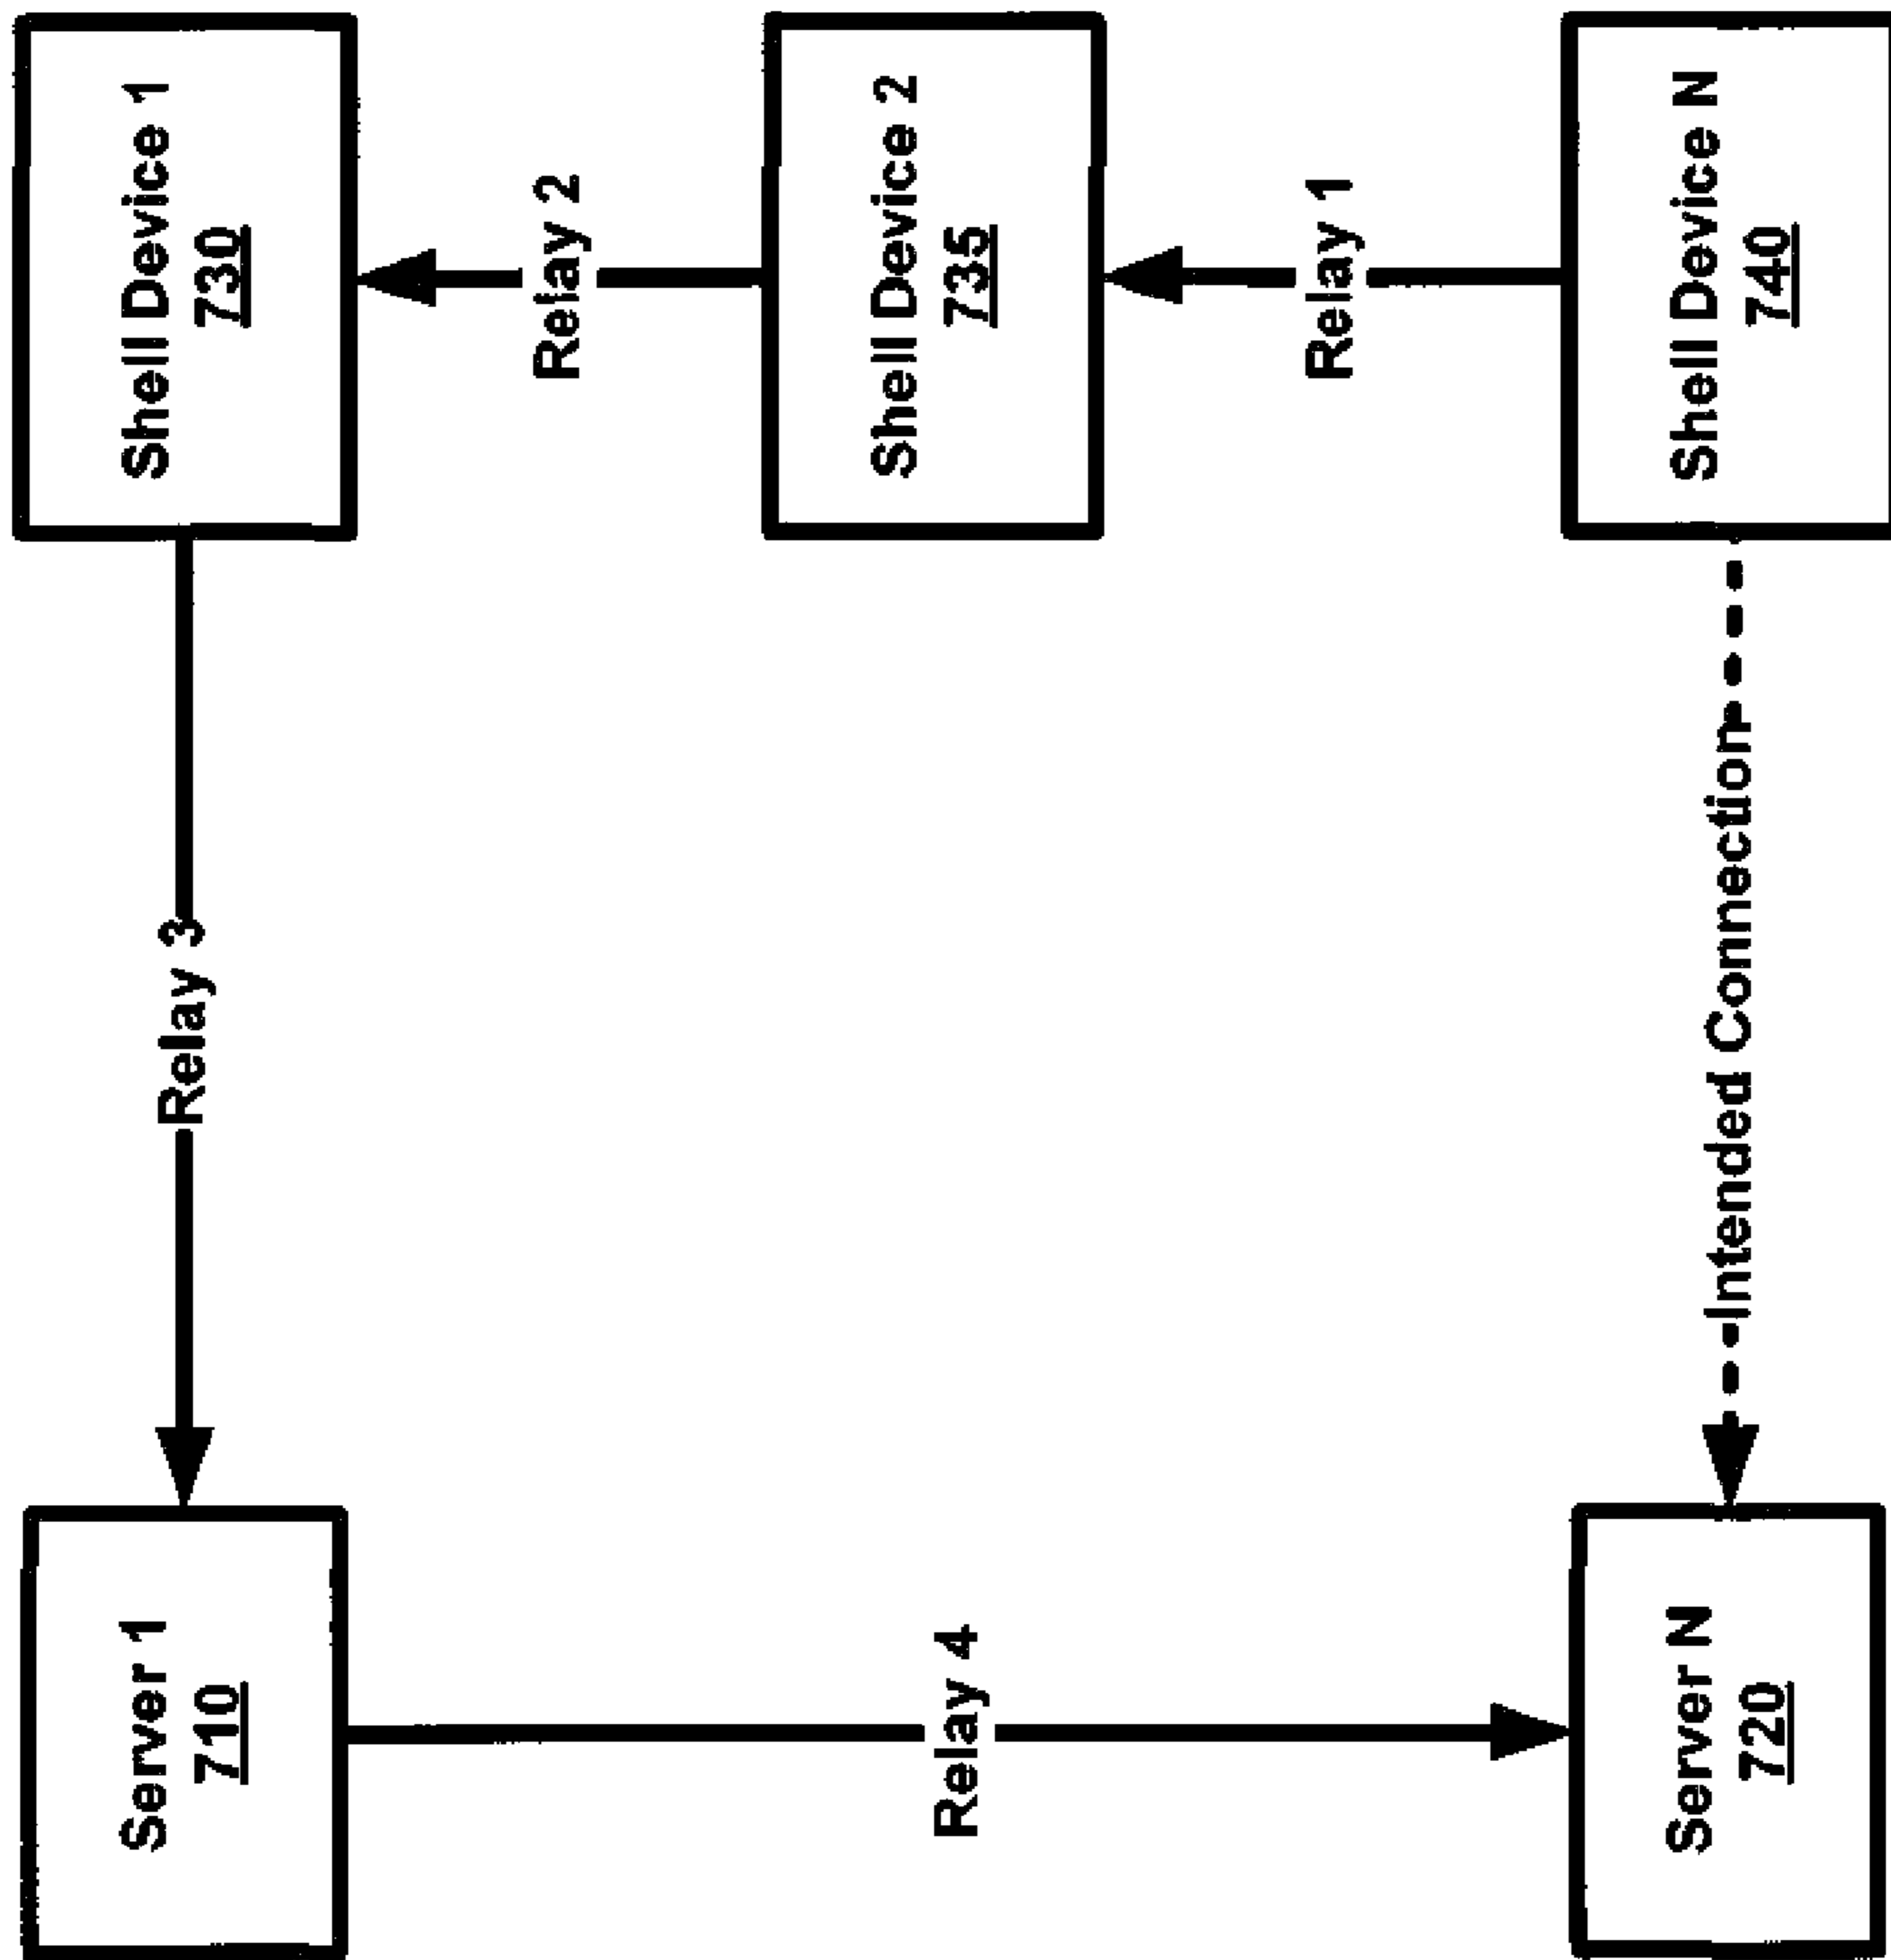 Server 1
710
Relay 3
Shell Device 1
730
Relay 2
Relay 4
Shell Device 2
735
Relay 1
Server N
720
Intended Connection
Shell Device N
740